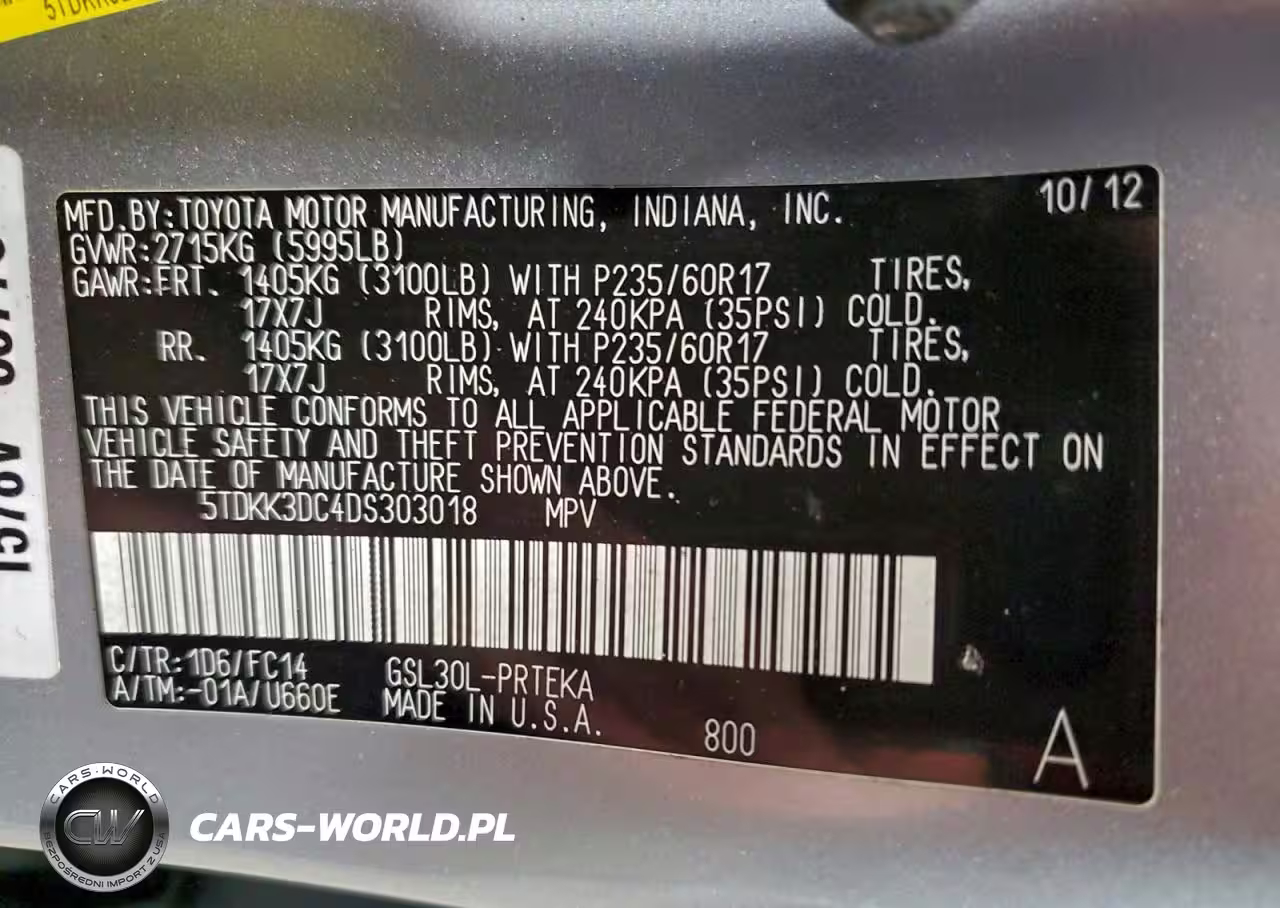 MFD.BY:TOYOTA MOTOR MANUFACTURING, INDIANA, INC. 10/12
GVWR:2715KG (5995LB)
GAWR:FRT. 1405KG (3100LB) WITH P235/60R17 TIRES,
17X7J RIMS, AT 240KPA (35PSI) COLD.
RR. 1405KG (3100LB) WITH P235/60R17 TIRES,
17X7J RIMS, AT 240KPA (35PSI) COLD.
THIS VEHICLE CONFORMS TO ALL APPLICABLE FEDERAL MOTOR
VEHICLE SAFETY AND THEFT PREVENTION STANDARDS IN EFFECT ON
THE DATE OF MANUFACTURE SHOWN ABOVE.
5TDKK3DC4DS303018 MPV
C/TR:1D6/FC14 GSL30L-PRTEKA
A/TM:-01A/U660E MADE IN U.S.A.
800 A
CARS-WORLD
CW
BEZPOŚREDNI IMPORT Z USA
CARS-WORLD.PL